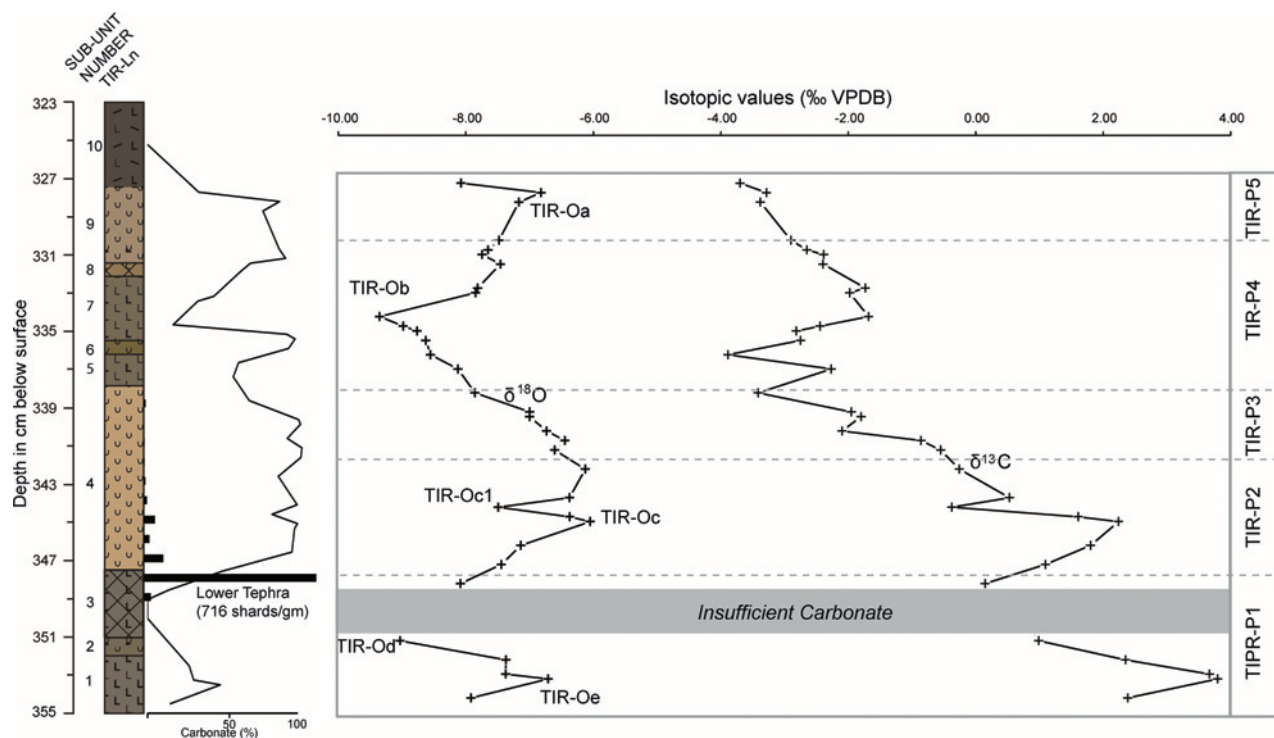 SUB-UNIT
NUMBER
TIR-Ln
Isotopic values (‰ VPDB)
-10.00 -8.00 -6.00 -4.00 -2.00 0.00 2.00 4.00
Depth in cm below surface
323
327
331
335
339
343
347
351
355
10
9
8
7
6
5
4
3
2
1
TIR-Oa
TIR-Ob
δ18O
δ13C
TIR-Oc1
TIR-Oc
Lower Tephra
(716 shards/gm)
Insufficient Carbonate
TIR-Od
TIR-Oe
TIR-P5
TIR-P4
TIR-P3
TIR-P2
TIPR-P1
50 100
Carbonate (%)